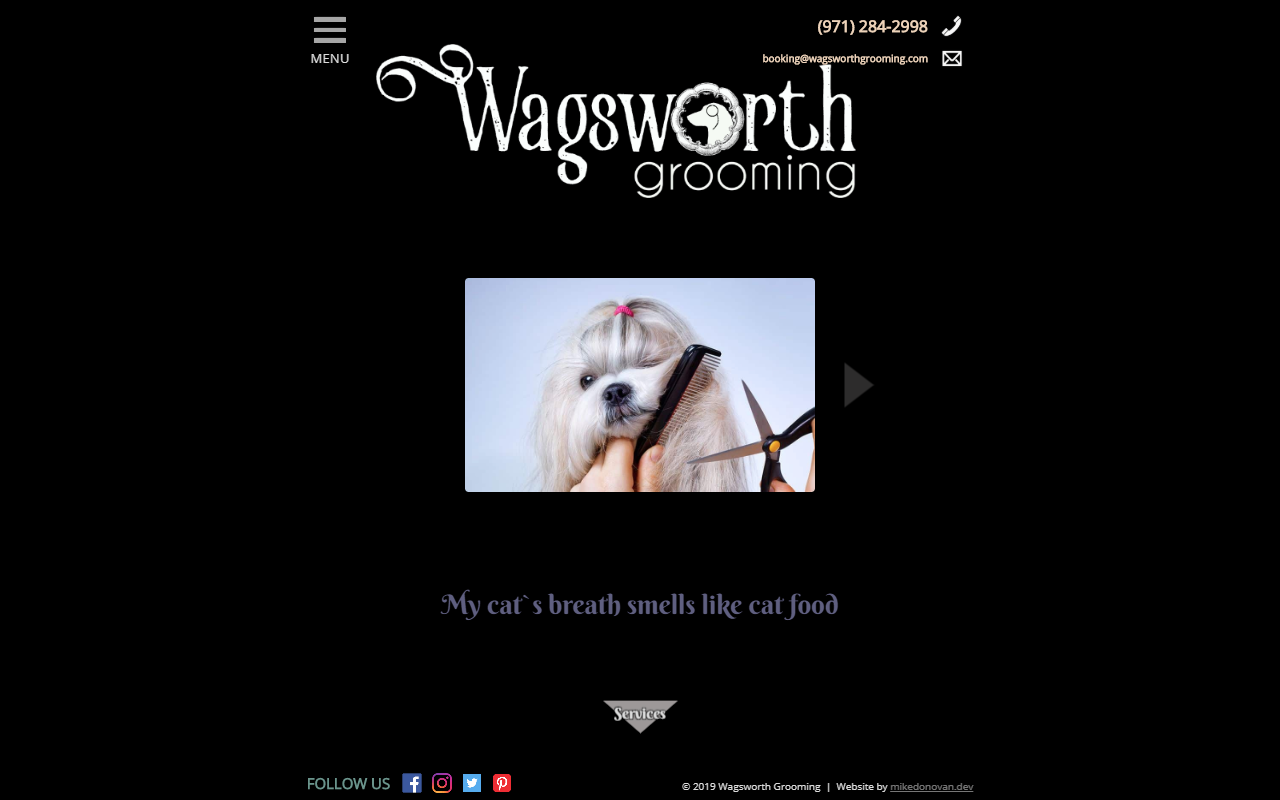 MENU
(971) 284-2998
booking@wagsworthgrooming.com
Wagsworth
grooming
My cat`s breath smells like cat food
Services
FOLLOW US
© 2019 Wagsworth Grooming | Website by mikedonovan.dev